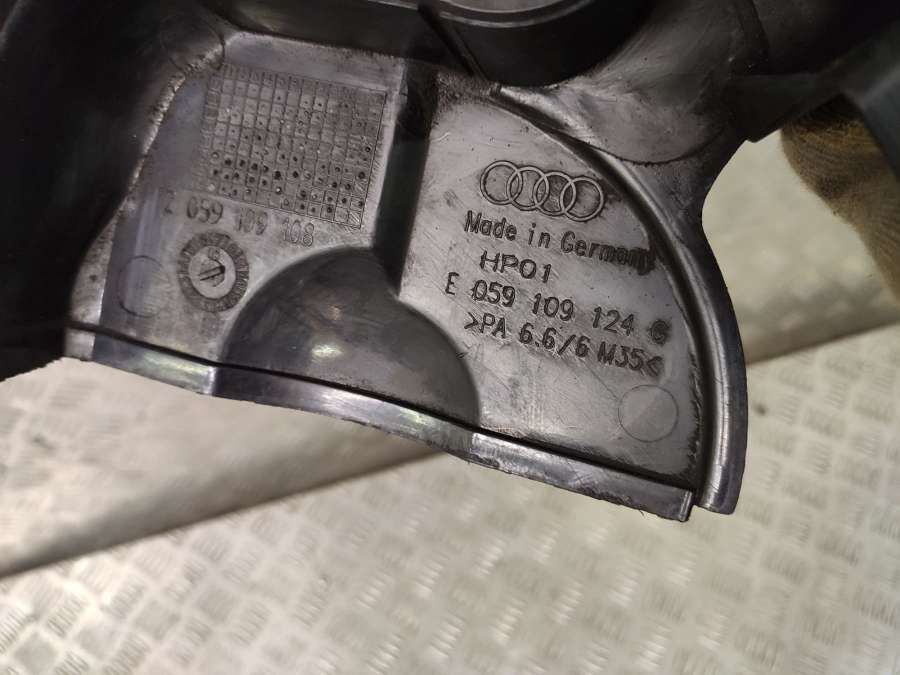 Z 059 109 108
Made in Germany
HP01
E 059 109 124 G
>PA 6.6/6 M35<